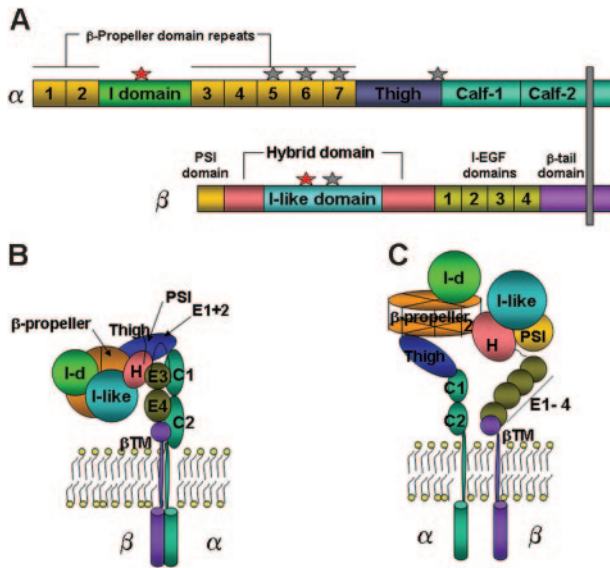 A
β-Propeller domain repeats
α
1 2 I domain 3 4 5 6 7 Thigh Calf-1 Calf-2
PSI domain
Hybrid domain
I-EGF domains
β-tail domain
β
I-like domain
1 2 3 4
B
PSI
E1+2
β-propeller
Thigh
I-d
H
E3
C1
I-like
E4
C2
βTM
β
α
C
I-d
I-like
β-propeller
2
H
PSI
Thigh
C1
C2
E1-4
βTM
α
β